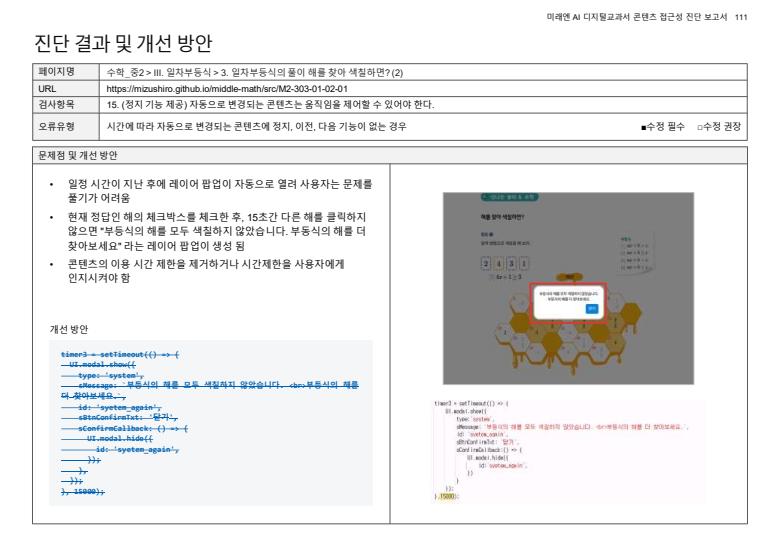 미래엔 AI 디지털교과서 콘텐츠 접근성 진단 보고서 111
진단 결과 및 개선 방안
페이지명 수학_중2 > III. 일차부등식 > 3. 일차부등식의 풀이 해를 찾아 색칠하면? (2)
URL https://mizushiro.github.io/middle-math/src/M2-303-01-02-01
검사항목 15. (정지 기능 제공) 자동으로 변경되는 콘텐츠는 움직임을 제어할 수 있어야 한다.
오류유형 시간에 따라 자동으로 변경되는 콘텐츠에 정지, 이전, 다음 기능이 없는 경우 ■수정 필수 □수정 권장
문제점 및 개선 방안
• 일정 시간이 지난 후에 레이어 팝업이 자동으로 열려 사용자는 문제를
풀기가 어려움
• 현재 정답인 해의 체크박스를 체크한 후, 15초간 다른 해를 클릭하지
않으면 "부등식의 해를 모두 색칠하지 않았습니다. 부등식의 해를 더
찾아보세요" 라는 레이어 팝업이 생성 됨
• 콘텐츠의 이용 시간 제한을 제거하거나 시간제한을 사용자에게
인지시켜야 함
개선 방안
timer3 = setTimeout(() => {
UI.modal.show({
type: 'system',
sMessage: `부등식의 해를 모두 색칠하지 않았습니다. <br>부등식의 해를
더 찾아보세요.`,
id: 'syetem_again',
sBtnConfirmTxt: '닫기',
sConfirmCallback: () => {
UI.modal.hide({
id: 'syetem_again',
});
},
});
}, 15000);
해를 찾아 색칠하면?
2 4 3 1
부등식의 해를 모두 색칠하지 않았습니다.
부등식의 해를 더 찾아보세요.
닫기
timer3 = setTimeout(() => {
UI.modal.show({
type: 'system',
sMessage: `부등식의 해를 모두 색칠하지 않았습니다. <br>부등식의 해를 더 찾아보세요.`,
id: 'syetem_again',
sBtnConfirmTxt: '닫기',
sConfirmCallback:() => {
UI.modal.hide({
id: 'syetem_again',
})
}
});
},15000);